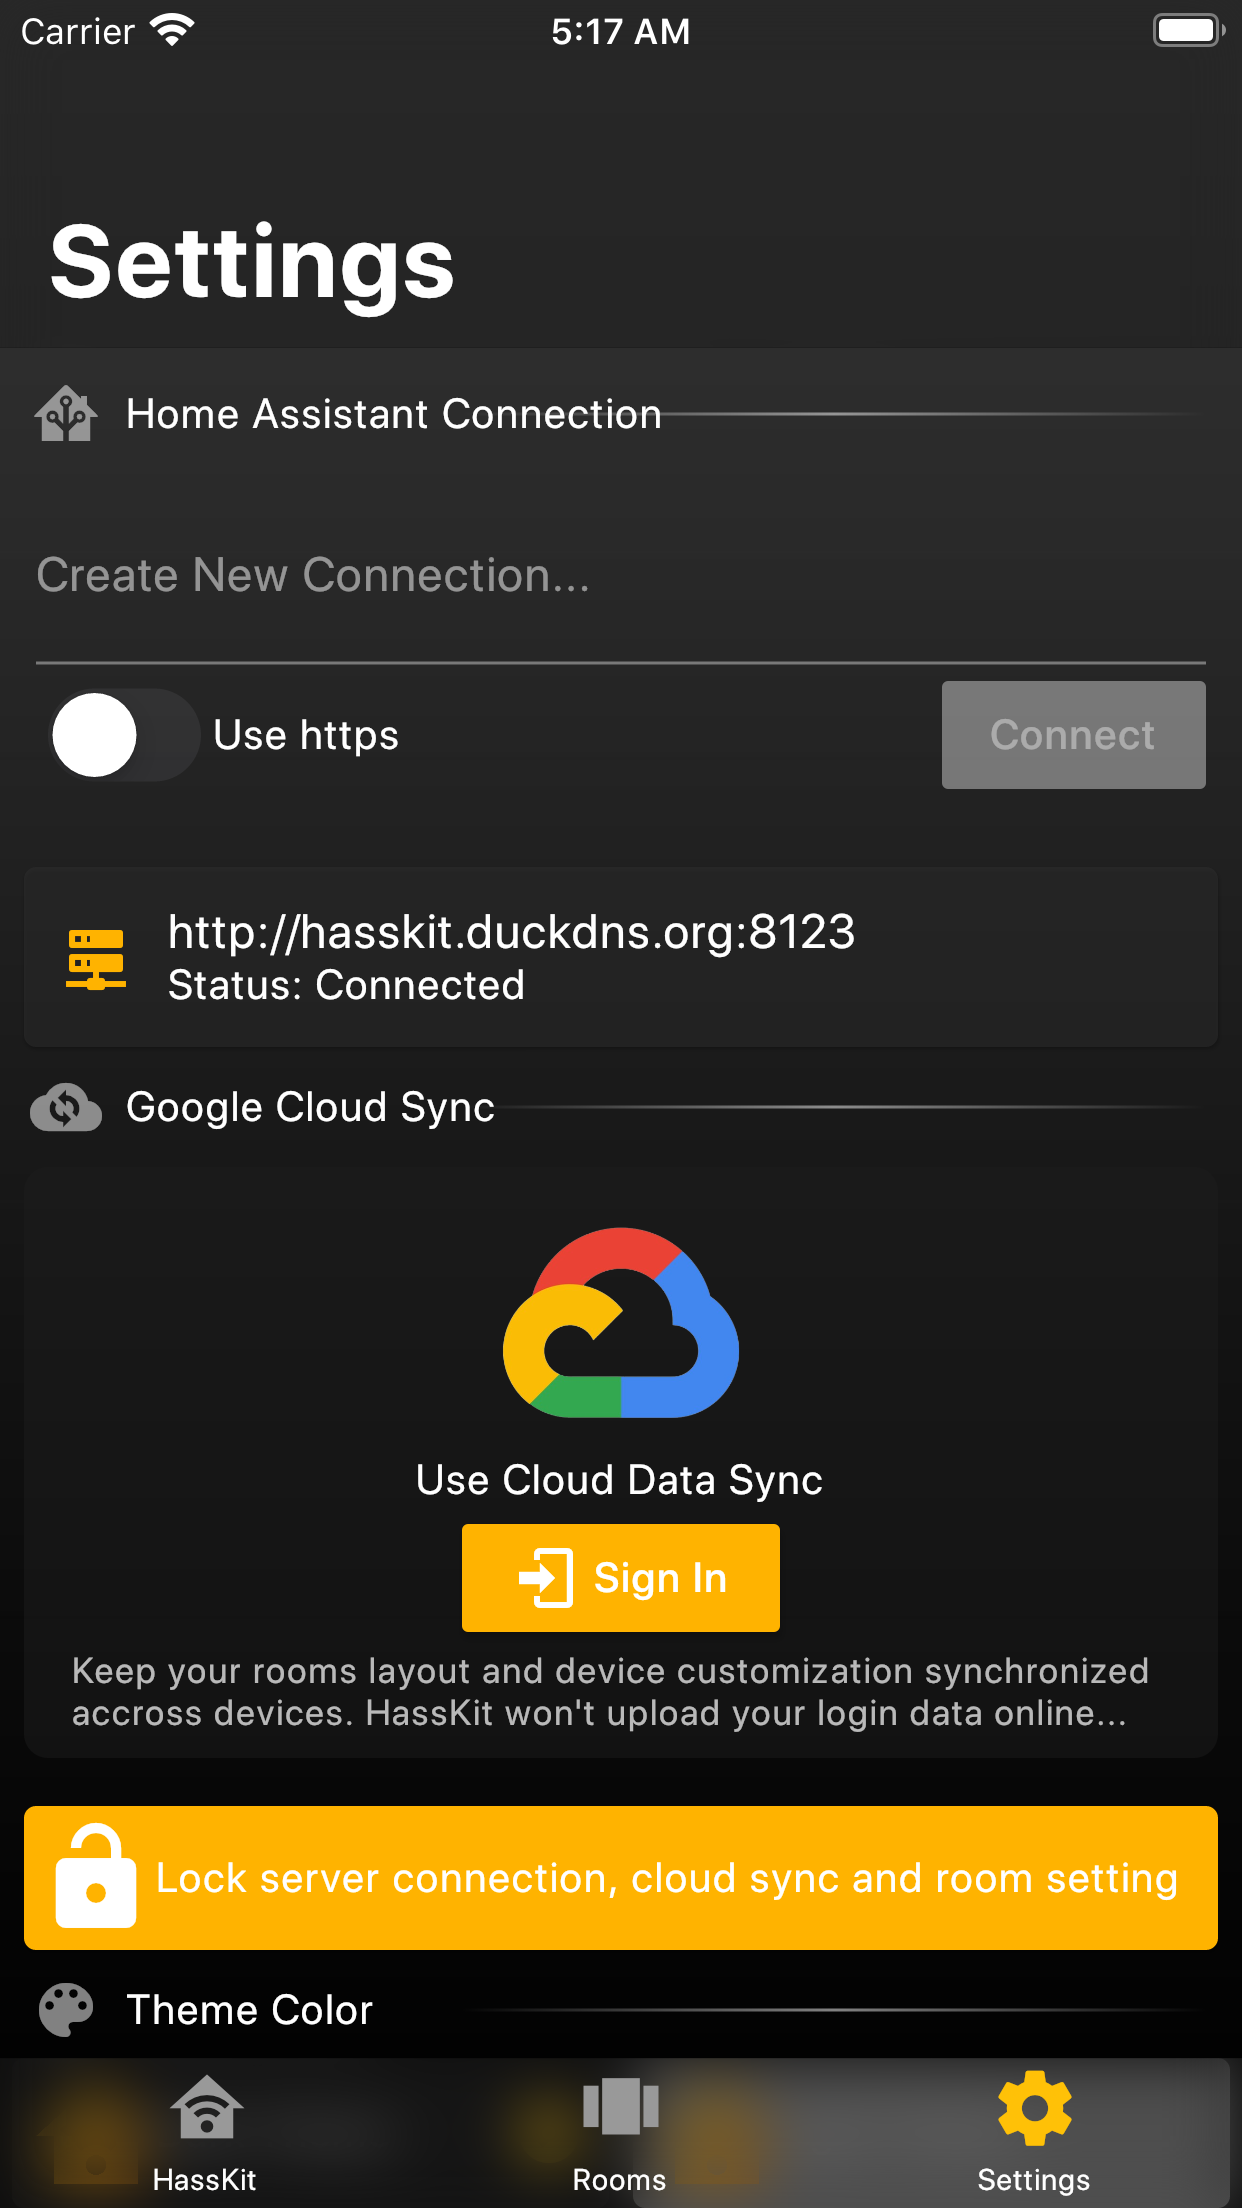 Carrier
5:17 AM
Settings
Home Assistant Connection
Create New Connection...
Use https
Connect
http://hasskit.duckdns.org:8123
Status: Connected
Google Cloud Sync
Use Cloud Data Sync
Sign In
Keep your rooms layout and device customization synchronized
accross devices. HassKit won't upload your login data online...
Lock server connection, cloud sync and room setting
Theme Color
HassKit
Rooms
Settings